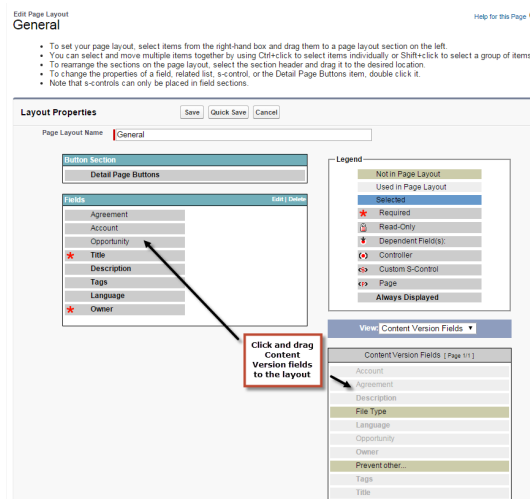 Edit Page Layout
General
Help for this Page
• To set your page layout, select items from the right-hand box and drag them to a page layout section on the left.
• You can select and move multiple items together by using Ctrl+click to select items individually or Shift+click to select a group of items
• To rearrange the sections on the page layout, select the section header and drag it to the desired location.
• To change the properties of a field, related list, s-control, or the Detail Page Buttons item, double click it.
• Note that s-controls can only be placed in field sections.
Layout Properties
Save Quick Save Cancel
Page Layout Name General
Button Section
Detail Page Buttons
Fields Edit | Delete
Agreement
Account
Opportunity
* Title
Description
Tags
Language
* Owner
Legend
Not in Page Layout
Used in Page Layout
Selected
* Required
Read-Only
Dependent Field(s):
Controller
<S> Custom S-Control
<P> Page
Always Displayed
View: Content Version Fields
Click and drag
Content
Version fields
to the layout
Content Version Fields [ Page 1/1 ]
Account
Agreement
Description
File Type
Language
Opportunity
Owner
Prevent other...
Tags
Title